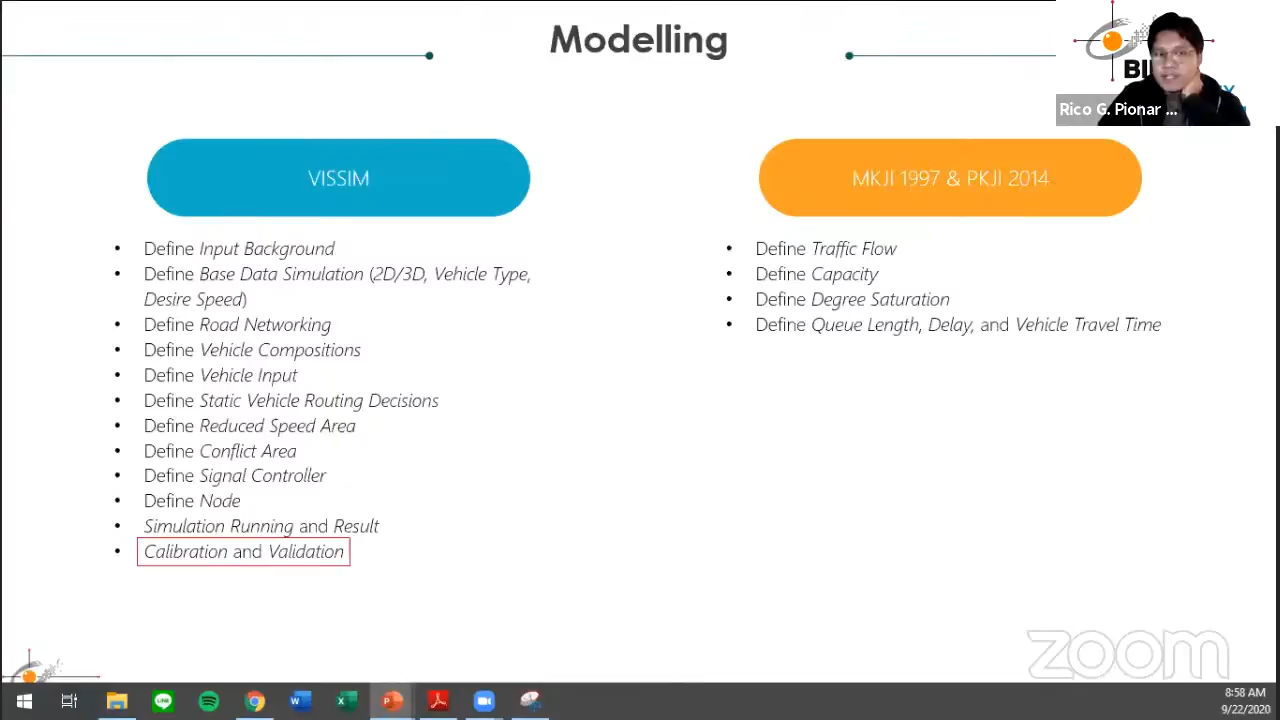 Modelling
BI
Rico G. Pionar ...
VISSIM
MKJI 1997 & PKJI 2014
• Define Input Background
• Define Base Data Simulation (2D/3D, Vehicle Type,
Desire Speed)
• Define Road Networking
• Define Vehicle Compositions
• Define Vehicle Input
• Define Static Vehicle Routing Decisions
• Define Reduced Speed Area
• Define Conflict Area
• Define Signal Controller
• Define Node
• Simulation Running and Result
• Calibration and Validation
• Define Traffic Flow
• Define Capacity
• Define Degree Saturation
• Define Queue Length, Delay, and Vehicle Travel Time
zoom
8:58 AM
9/22/2020